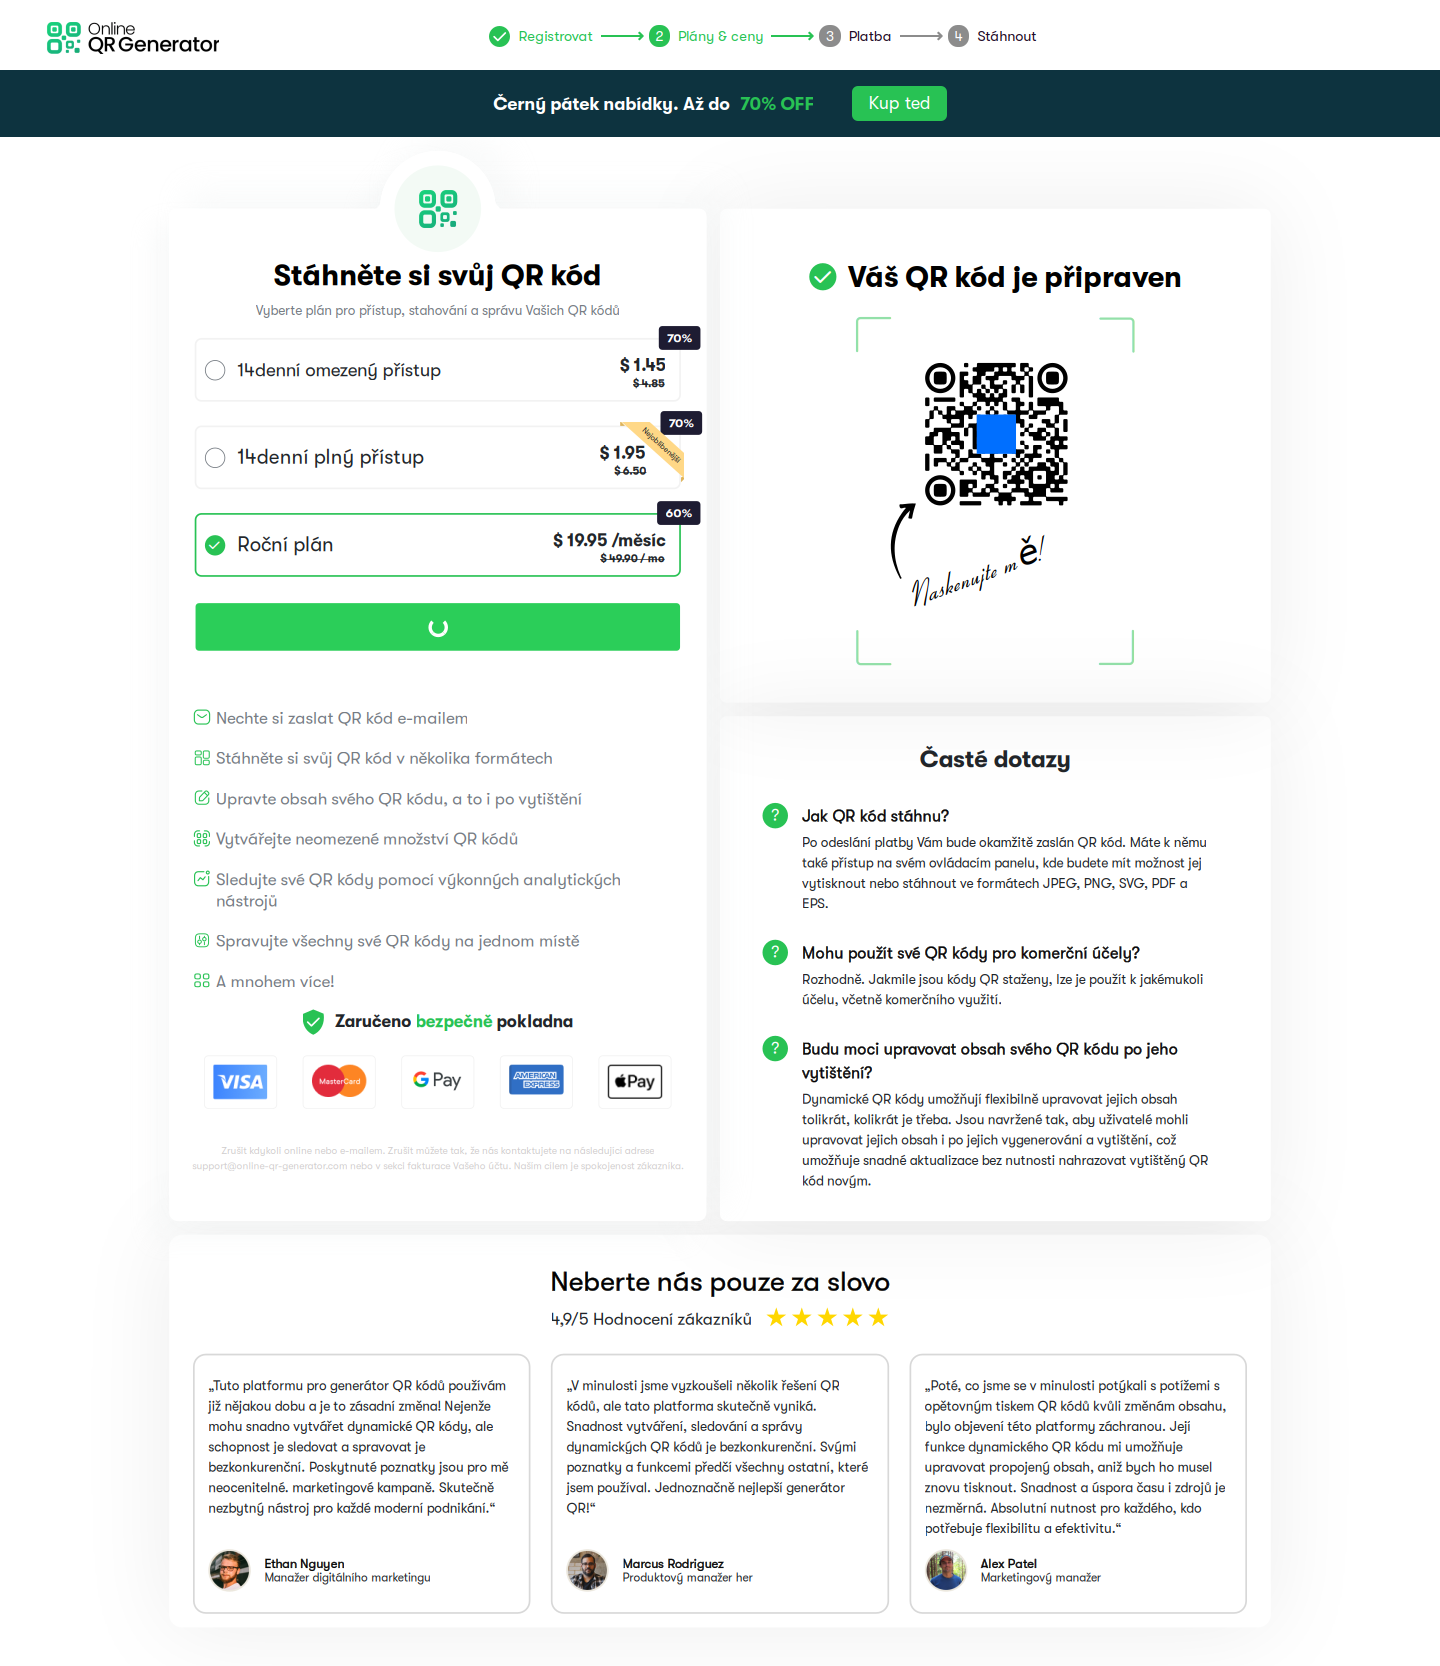 Online
QR Generator
Registrovat
2 Plány & ceny
3 Platba
4 Stáhnout
Černý pátek nabídky. Až do 70% OFF
Kup ted
Stáhněte si svůj QR kód
Vyberte plán pro přístup, stahování a správu Vašich QR kódů
70%
14denní omezený přístup
$ 1.45
$ 4.85
70%
Nejoblíbenější
14denní plný přístup
$ 1.95
$ 6.50
60%
Roční plán
$ 19.95 /měsíc
$ 49.90 / mo
Nechte si zaslat QR kód e-mailem
Stáhněte si svůj QR kód v několika formátech
Upravte obsah svého QR kódu, a to i po vytištění
Vytvářejte neomezené množství QR kódů
Sledujte své QR kódy pomocí výkonných analytických
nástrojů
Spravujte všechny své QR kódy na jednom místě
A mnohem více!
Zaručeno bezpečně pokladna
VISA
MasterCard
G Pay
AMERICAN
EXPRESS
Pay
Zrušit kdykoli online nebo e-mailem. Zrušit můžete tak, že nás kontaktujete na následující adrese
support@online-qr-generator.com nebo v sekci fakturace Vašeho účtu. Naším cílem je spokojenost zákazníka.
Váš QR kód je připraven
Naskenujte mě!
Časté dotazy
?
Jak QR kód stáhnu?
Po odeslání platby Vám bude okamžitě zaslán QR kód. Máte k němu
také přístup na svém ovládacím panelu, kde budete mít možnost jej
vytisknout nebo stáhnout ve formátech JPEG, PNG, SVG, PDF a
EPS.
?
Mohu použít své QR kódy pro komerční účely?
Rozhodně. Jakmile jsou kódy QR staženy, lze je použít k jakémukoli
účelu, včetně komerčního využití.
?
Budu moci upravovat obsah svého QR kódu po jeho
vytištění?
Dynamické QR kódy umožňují flexibilně upravovat jejich obsah
tolikrát, kolikrát je třeba. Jsou navržené tak, aby uživatelé mohli
upravovat jejich obsah i po jejich vygenerování a vytištění, což
umožňuje snadné aktualizace bez nutnosti nahrazovat vytištěný QR
kód novým.
Neberte nás pouze za slovo
4,9/5 Hodnocení zákazníků
„Tuto platformu pro generátor QR kódů používám
již nějakou dobu a je to zásadní změna! Nejenže
mohu snadno vytvářet dynamické QR kódy, ale
schopnost je sledovat a spravovat je
bezkonkurenční. Poskytnuté poznatky jsou pro mě
neocenitelné. marketingové kampaně. Skutečně
nezbytný nástroj pro každé moderní podnikání.“
Ethan Nguyen
Manažer digitálního marketingu
„V minulosti jsme vyzkoušeli několik řešení QR
kódů, ale tato platforma skutečně vyniká.
Snadnost vytváření, sledování a správy
dynamických QR kódů je bezkonkurenční. Svými
poznatky a funkcemi předčí všechny ostatní, které
jsem používal. Jednoznačně nejlepší generátor
QR!“
Marcus Rodriguez
Produktový manažer her
„Poté, co jsme se v minulosti potýkali s potížemi s
opětovným tiskem QR kódů kvůli změnám obsahu,
bylo objevení této platformy záchranou. Její
funkce dynamického QR kódu mi umožňuje
upravovat propojený obsah, aniž bych ho musel
znovu tisknout. Snadnost a úspora času i zdrojů je
nezměrná. Absolutní nutnost pro každého, kdo
potřebuje flexibilitu a efektivitu.“
Alex Patel
Marketingový manažer